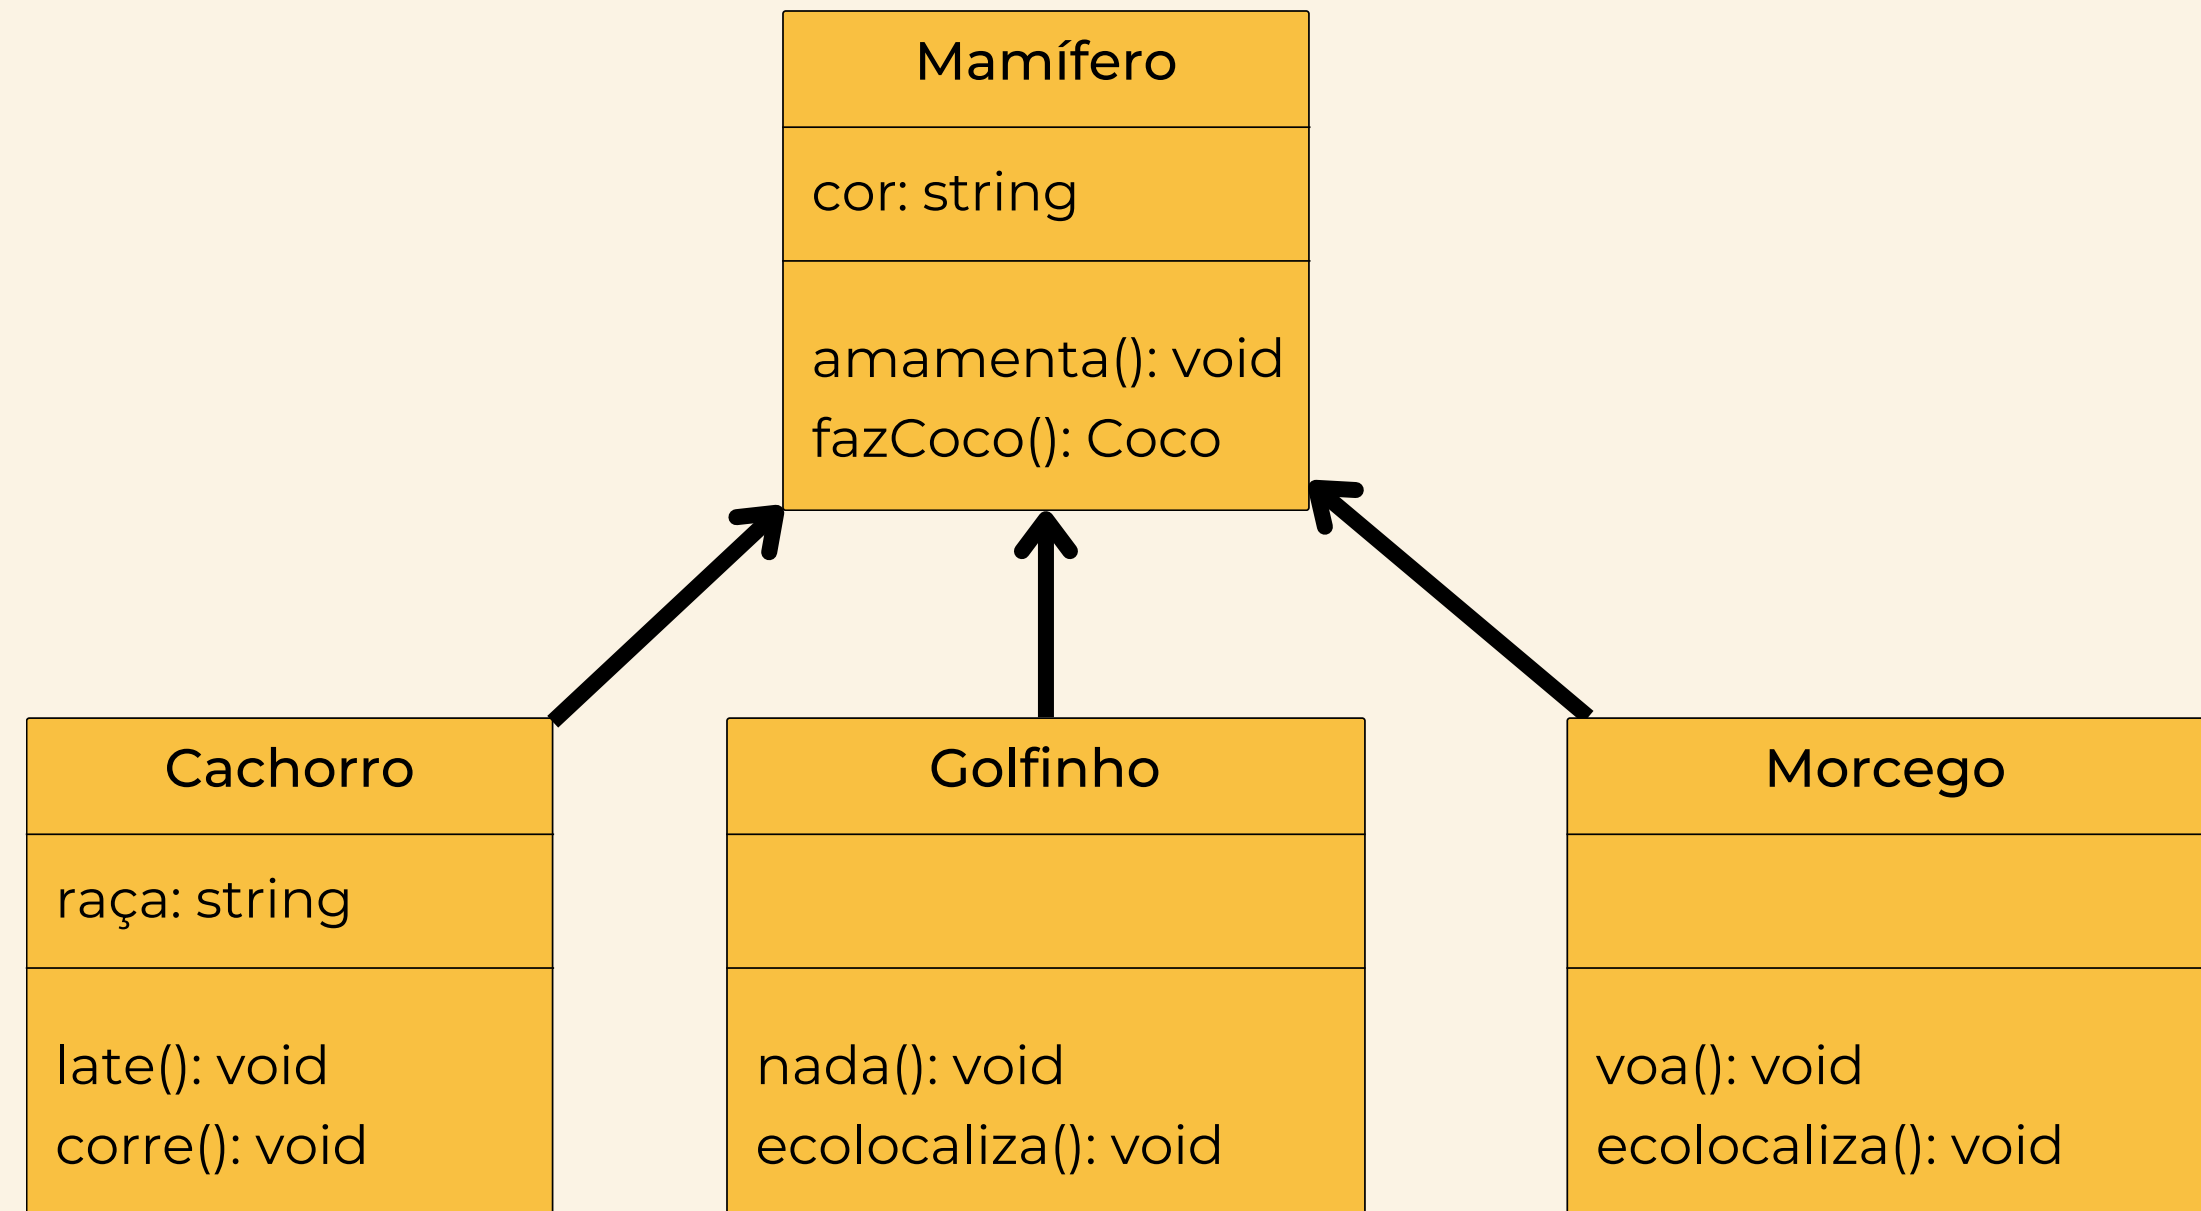 Mamífero
cor: string
amamenta(): void
fazCoco(): Coco
Cachorro
raça: string
late(): void
corre(): void
Golfinho
nada(): void
ecolocaliza(): void
Morcego
voa(): void
ecolocaliza(): void